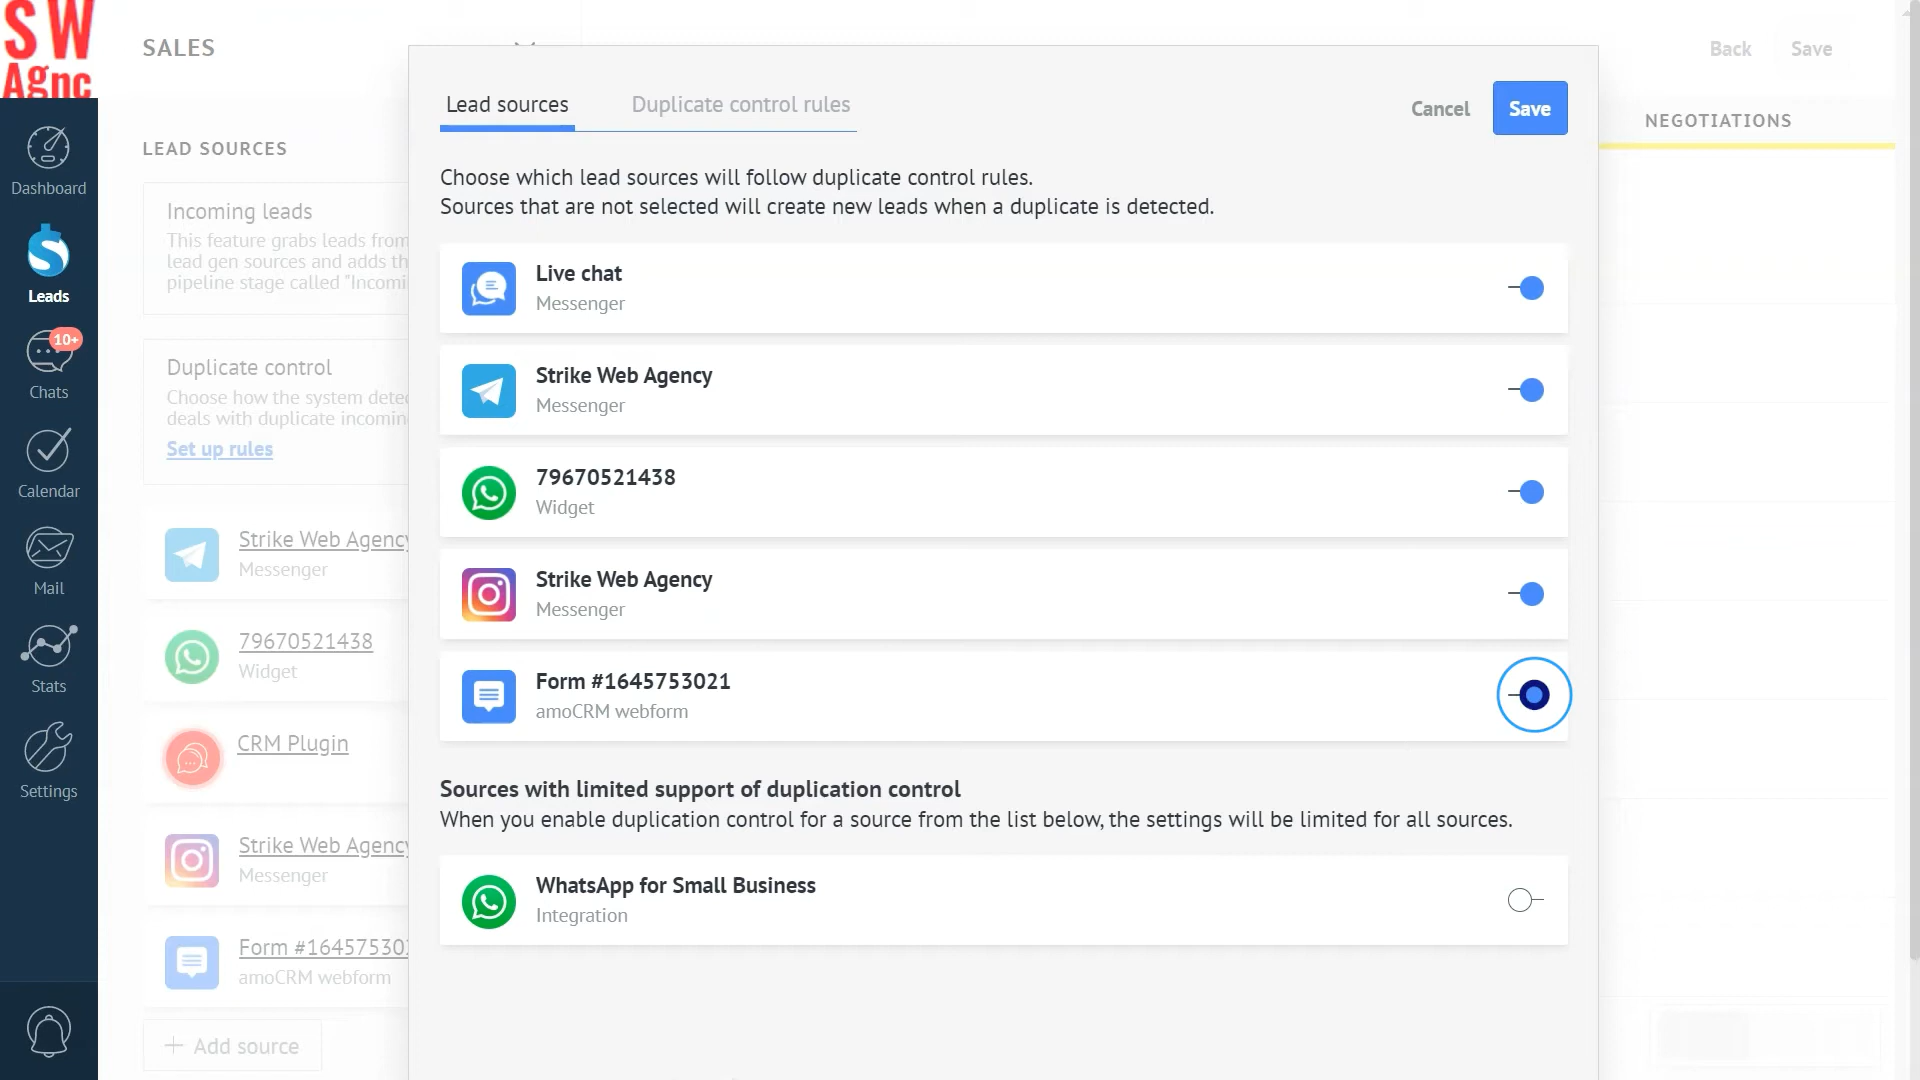 SW
Agnc
Dashboard
Leads
10+
Chats
Calendar
Mail
Stats
Settings
SALES
LEAD SOURCES
Incoming leads
This feature grabs leads from
lead gen sources and adds th
pipeline stage called "Incomi
Duplicate control
Choose how the system dete
deals with duplicate incomin
Set up rules
Strike Web Agency
Messenger
79670521438
Widget
CRM Plugin
Strike Web Agency
Messenger
Form #164575302
amoCRM webform
+ Add source
Lead sources
Duplicate control rules
Cancel
Save
Choose which lead sources will follow duplicate control rules.
Sources that are not selected will create new leads when a duplicate is detected.
Live chat
Messenger
Strike Web Agency
Messenger
79670521438
Widget
Strike Web Agency
Messenger
Form #1645753021
amoCRM webform
Sources with limited support of duplication control
When you enable duplication control for a source from the list below, the settings will be limited for all sources.
WhatsApp for Small Business
Integration
Back
Save
NEGOTIATIONS